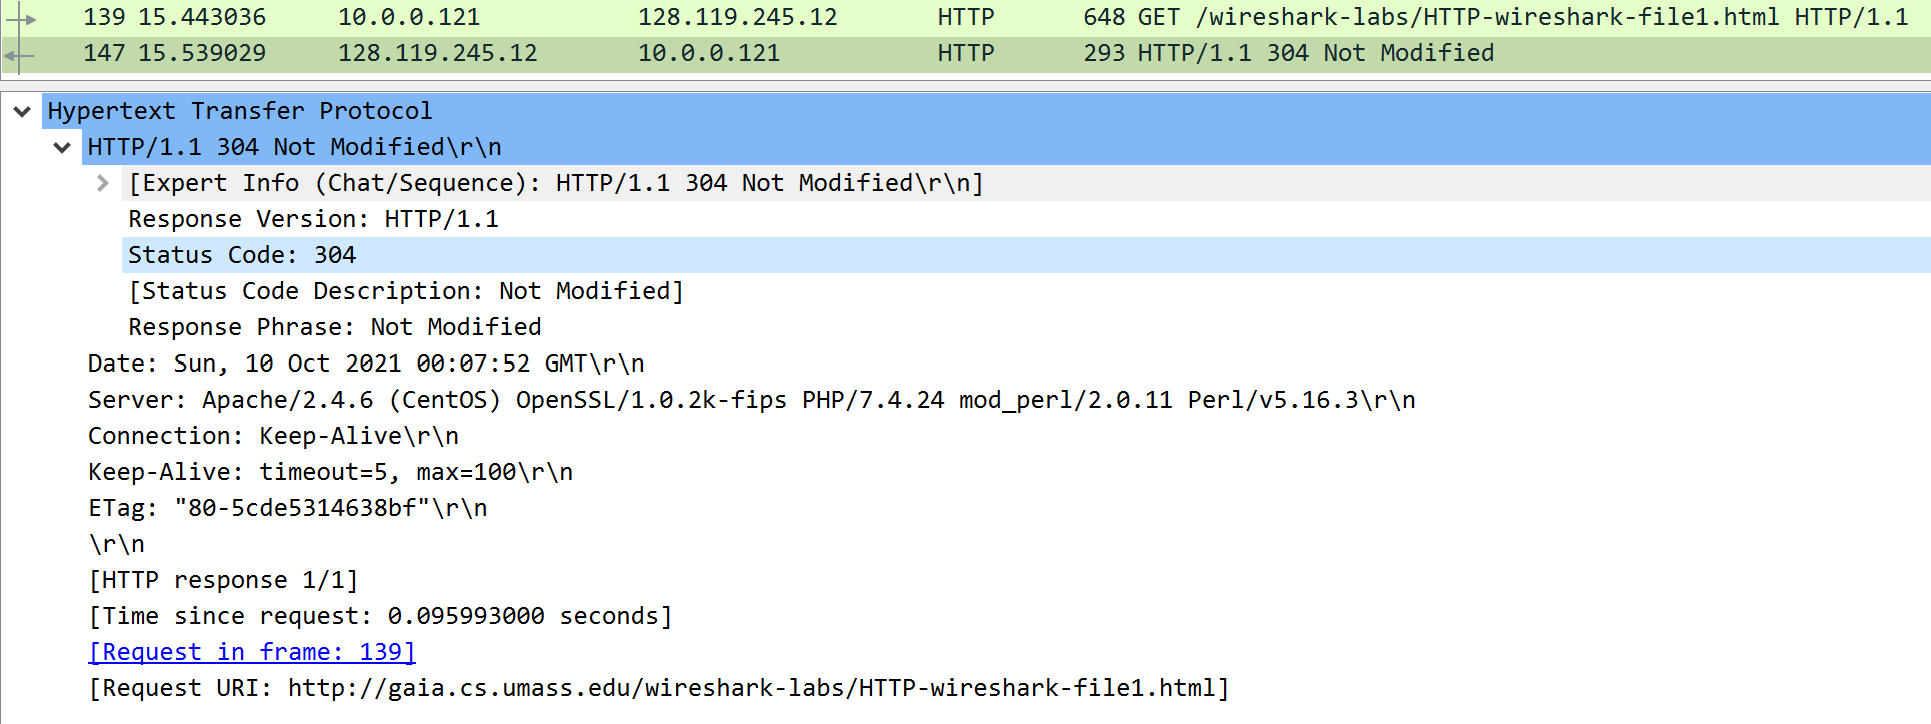 139 15.443036 10.0.0.121 128.119.245.12 HTTP 648 GET /wireshark-labs/HTTP-wireshark-file1.html HTTP/1.1
147 15.539029 128.119.245.12 10.0.0.121 HTTP 293 HTTP/1.1 304 Not Modified
Hypertext Transfer Protocol
HTTP/1.1 304 Not Modified\r\n
[Expert Info (Chat/Sequence): HTTP/1.1 304 Not Modified\r\n]
Response Version: HTTP/1.1
Status Code: 304
[Status Code Description: Not Modified]
Response Phrase: Not Modified
Date: Sun, 10 Oct 2021 00:07:52 GMT\r\n
Server: Apache/2.4.6 (CentOS) OpenSSL/1.0.2k-fips PHP/7.4.24 mod_perl/2.0.11 Perl/v5.16.3\r\n
Connection: Keep-Alive\r\n
Keep-Alive: timeout=5, max=100\r\n
ETag: "80-5cde5314638bf"\r\n
\r\n
[HTTP response 1/1]
[Time since request: 0.095993000 seconds]
[Request in frame: 139]
[Request URI: http://gaia.cs.umass.edu/wireshark-labs/HTTP-wireshark-file1.html]